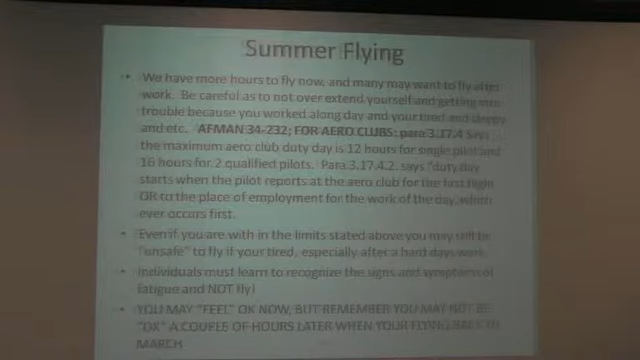 Summer Flying
• We have more hours to fly now, and many may want to fly after
work. Be careful as to not over extend yourself and getting into
trouble because you worked along day and your tired and sleepy
and etc. AFMAN 34-232; FOR AERO CLUBS: para 3.17.4 Says
the maximum aero club duty day is 12 hours for single pilot and
16 hours for 2 qualified pilots. Para 3.17.4.2. says "duty day
starts when the pilot reports at the aero club for the first flight
OR to the place of employment for the work of the day, which
ever occurs first.
• Even if you are with in the limits stated above you may still be
"unsafe" to fly if your tired, especially after a hard days work.
• Individuals must learn to recognize the signs and symptoms of
fatigue and NOT fly!
• YOU MAY "FEEL" OK NOW, BUT REMEMBER YOU MAY NOT BE
"OK" A COUPLE OF HOURS LATER WHEN YOUR FLYING BACK TO
MARCH